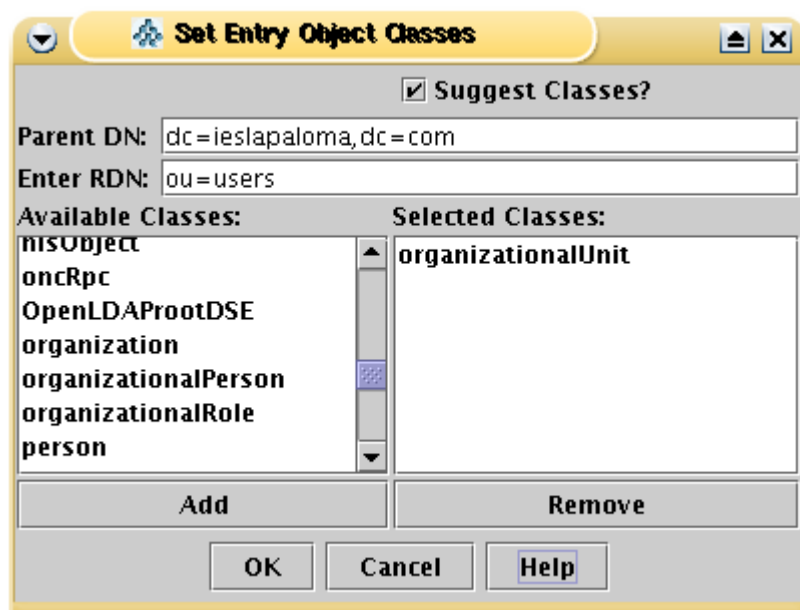 Set Entry Object Classes
Suggest Classes?
Parent DN: dc=ieslapaloma,dc=com
Enter RDN: ou=users
Available Classes:
nisObject
oncRpc
OpenLDAProotDSE
organization
organizationalPerson
organizationalRole
person
Selected Classes:
organizationalUnit
Add
Remove
OK
Cancel
Help